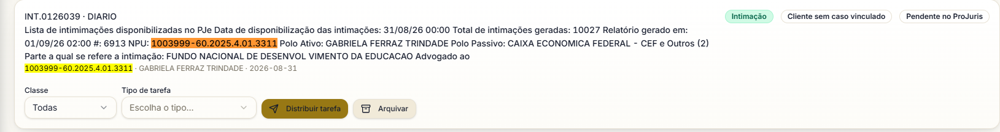 INT.0126039 · DIARIO
Intimação
Cliente sem caso vinculado
Pendente no ProJuris
Lista de intimimações disponibilizadas no PJe Data de disponibilização das intimações: 31/08/26 00:00 Total de intimações geradas: 10027 Relatório gerado em:
01/09/26 02:00 #: 6913 NPU: 1003999-60.2025.4.01.3311 Polo Ativo: GABRIELA FERRAZ TRINDADE Polo Passivo: CAIXA ECONOMICA FEDERAL - CEF e Outros (2)
Parte a qual se refere a intimação: FUNDO NACIONAL DE DESENVOL VIMENTO DA EDUCACAO Advogado ao
1003999-60.2025.4.01.3311 · GABRIELA FERRAZ TRINDADE · 2026-08-31
Classe
Tipo de tarefa
Todas
Escolha o tipo...
Distribuir tarefa
Arquivar